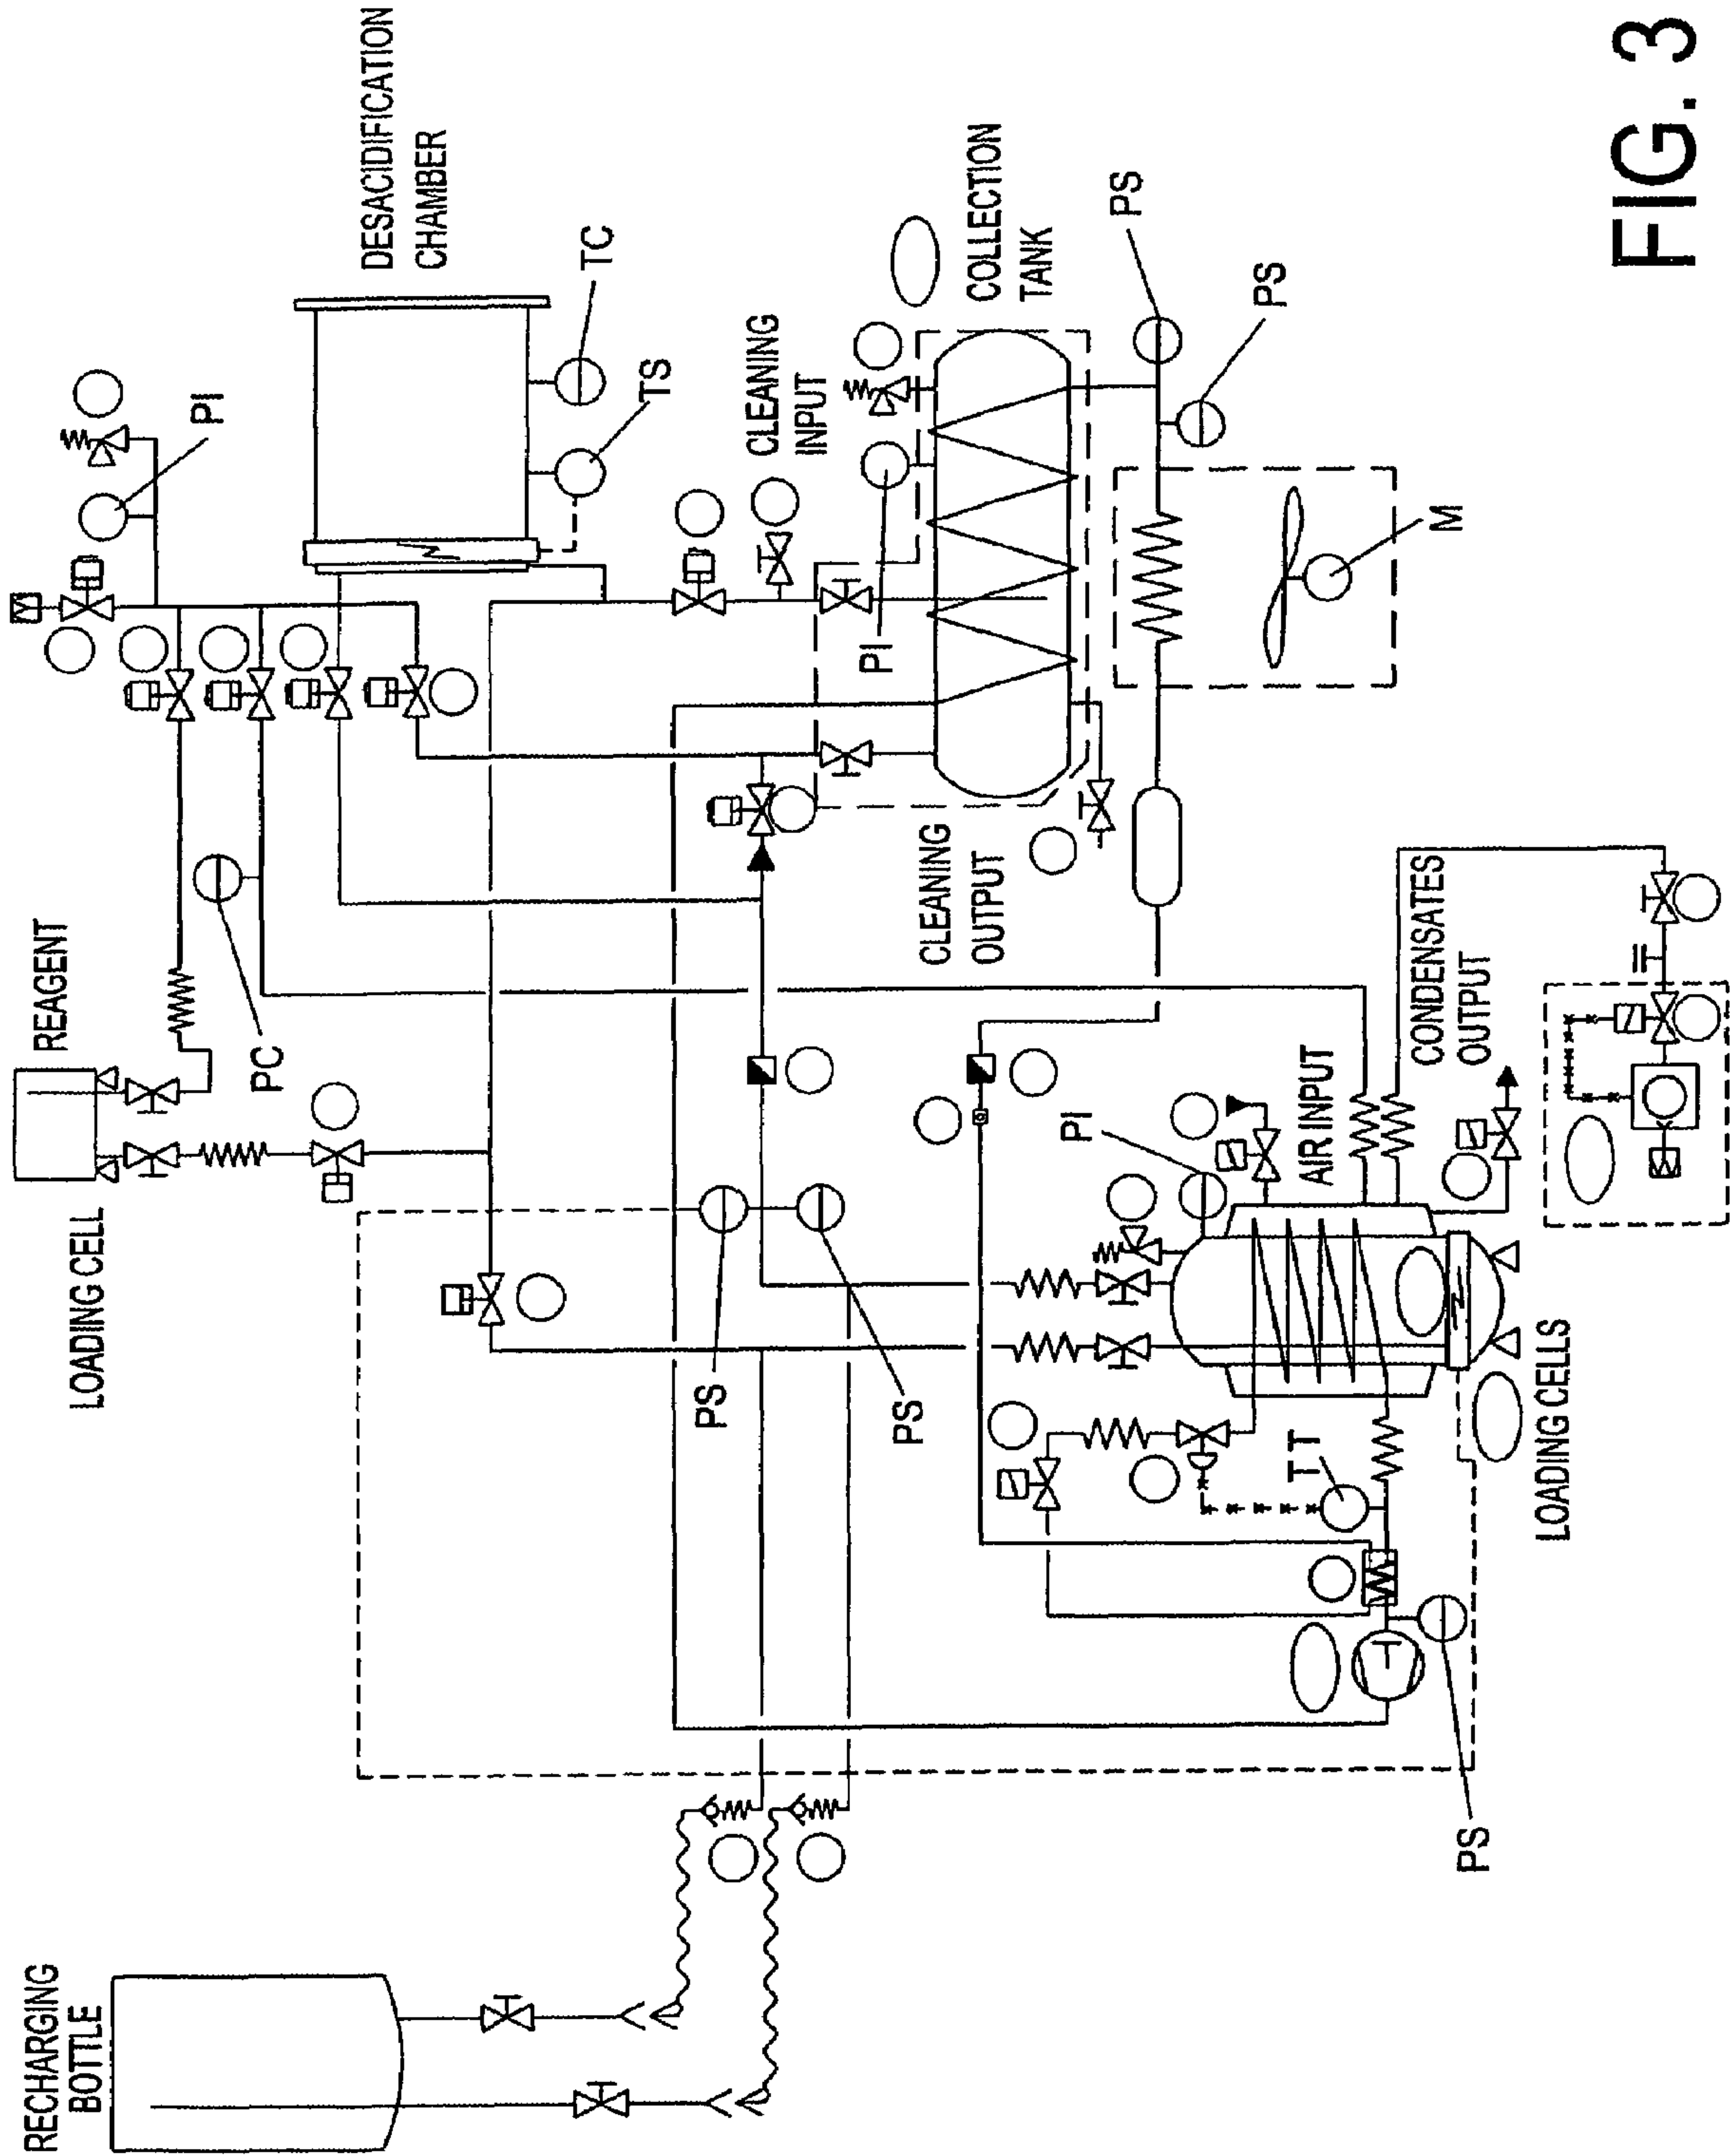 RECHARGING
BOTTLE
LOADING CELL
REAGENT
PC
PI
DESACIDIFICATION
CHAMBER
TC
TS
CLEANING
INPUT
PI
COLLECTION
TANK
PS
PS
M
CLEANING
OUTPUT
CONDENSATES
OUTPUT
AIR INPUT
PI
PS
PS
TT
LOADING CELLS
PS
FIG. 3